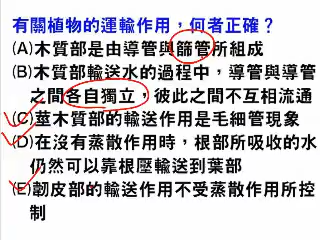 有關植物的運輸作用，何者正確？
(A)木質部是由導管與篩管所組成
(B)木質部輸送水的過程中，導管與導管
之間各自獨立，彼此之間不互相流通
(C)莖木質部的輸送作用是毛細管現象
(D)在沒有蒸散作用時，根部所吸收的水
仍然可以靠根壓輸送到葉部
(E)韌皮部的輸送作用不受蒸散作用所控
制